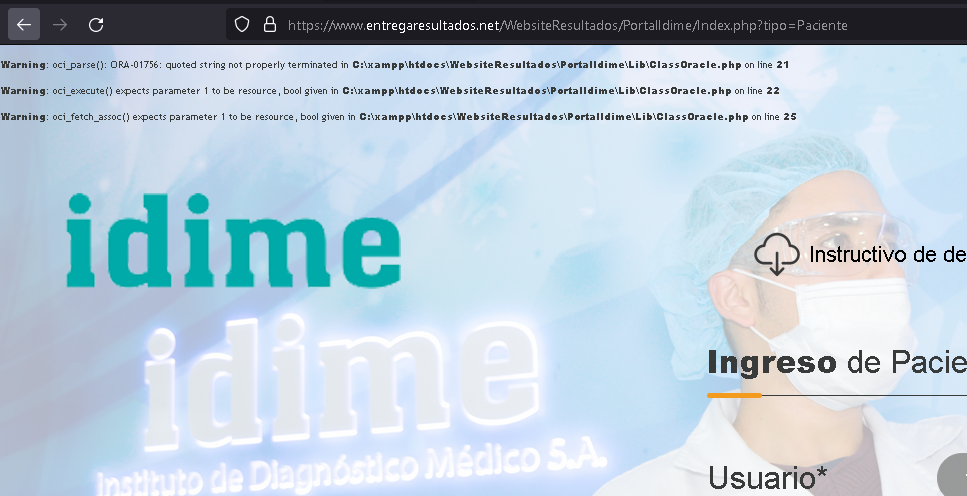 https://www.entregaresultados.net/WebsiteResultados/PortalIdime/Index.php?tipo=Paciente
Warning: oci_parse(): ORA-01756: quoted string not properly terminated in C:\xampp\htdocs\WebsiteResultados\PortalIdime\Lib\ClassOracle.php on line 21
Warning: oci_execute() expects parameter 1 to be resource, bool given in C:\xampp\htdocs\WebsiteResultados\PortalIdime\Lib\ClassOracle.php on line 22
Warning: oci_fetch_assoc() expects parameter 1 to be resource, bool given in C:\xampp\htdocs\WebsiteResultados\PortalIdime\Lib\ClassOracle.php on line 25
idime
Instructivo de de
idime
Instituto de Diagnóstico Médico S.A.
Ingreso de Pacie
Usuario*